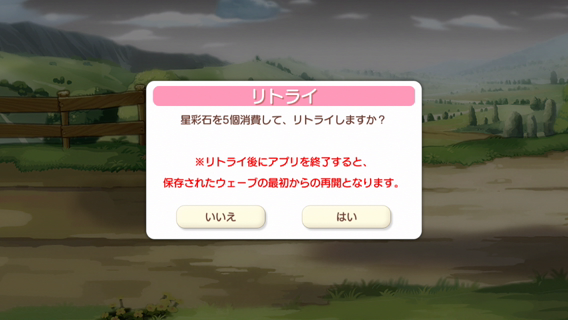 リトライ
星彩石を5個消費して、リトライしますか？
※リトライ後にアプリを終了すると、
保存されたウェーブの最初からの再開となります。
いいえ
はい